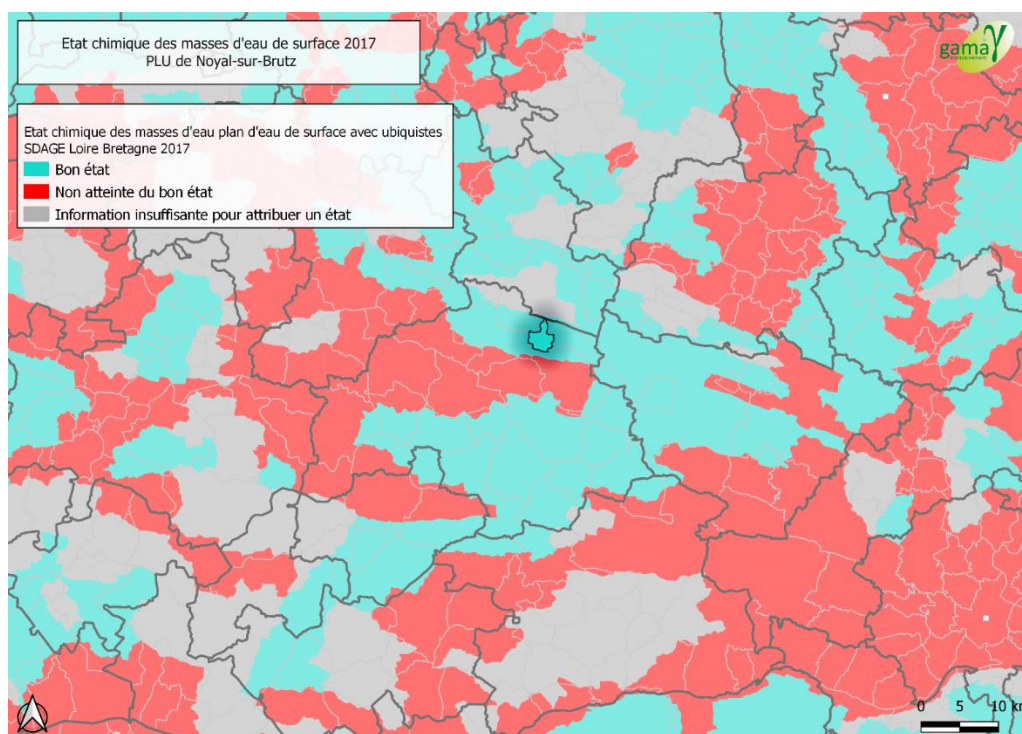 Etat chimique des masses d'eau de surface 2017
PLU de Noyal-sur-Brutz
gama
Etat chimique des masses d'eau plan d'eau de surface avec ubiquistes
SDAGE Loire Bretagne 2017
Bon état
Non atteinte du bon état
Information insuffisante pour attribuer un état
0 5 10 km